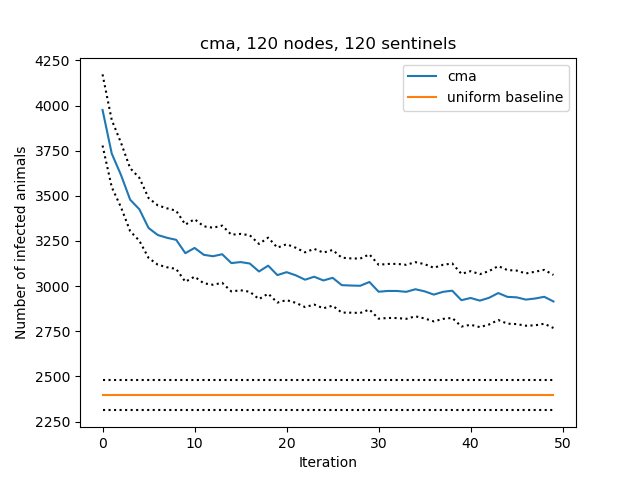 cma, 120 nodes, 120 sentinels
4250
4000
3750
3500
3250
3000
2750
2500
2250
Number of infected animals
cma
uniform baseline
0 10 20 30 40 50
Iteration